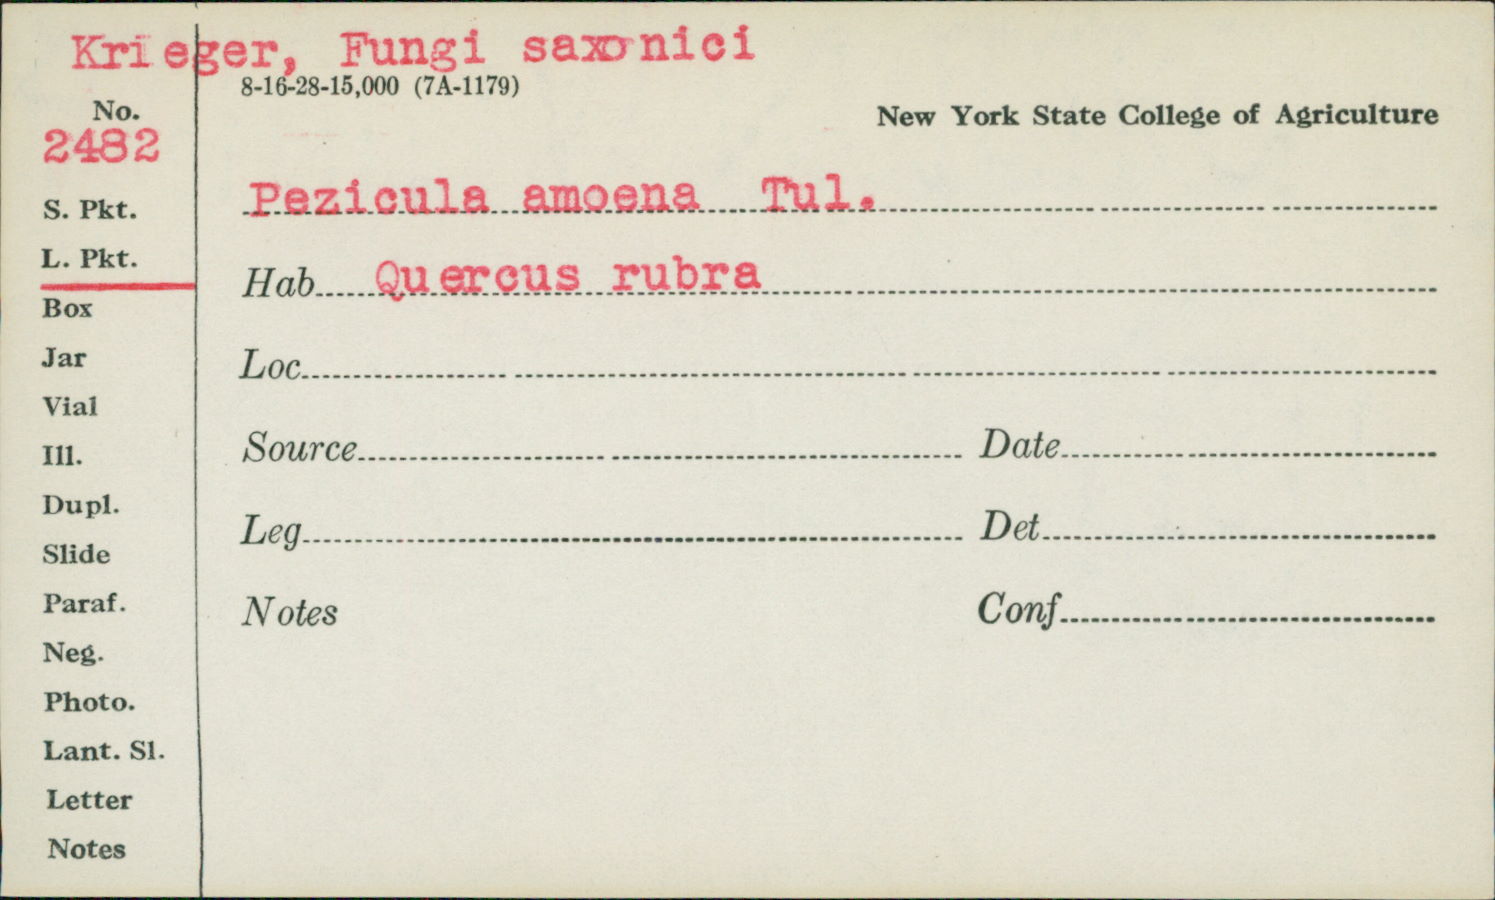 Krieger, Fungi saxonici
8-16-28-15,000 (7A-1179)
No.
2482
New York State College of Agriculture
S. Pkt.
Pezicula amoena Tul.
L. Pkt.
Hab. Quercus rubra
Box
Jar
Loc.
Vial
Ill.
Source
Date
Dupl.
Slide
Leg
Det
Paraf.
Notes
Conf
Neg.
Photo.
Lant. Sl.
Letter
Notes